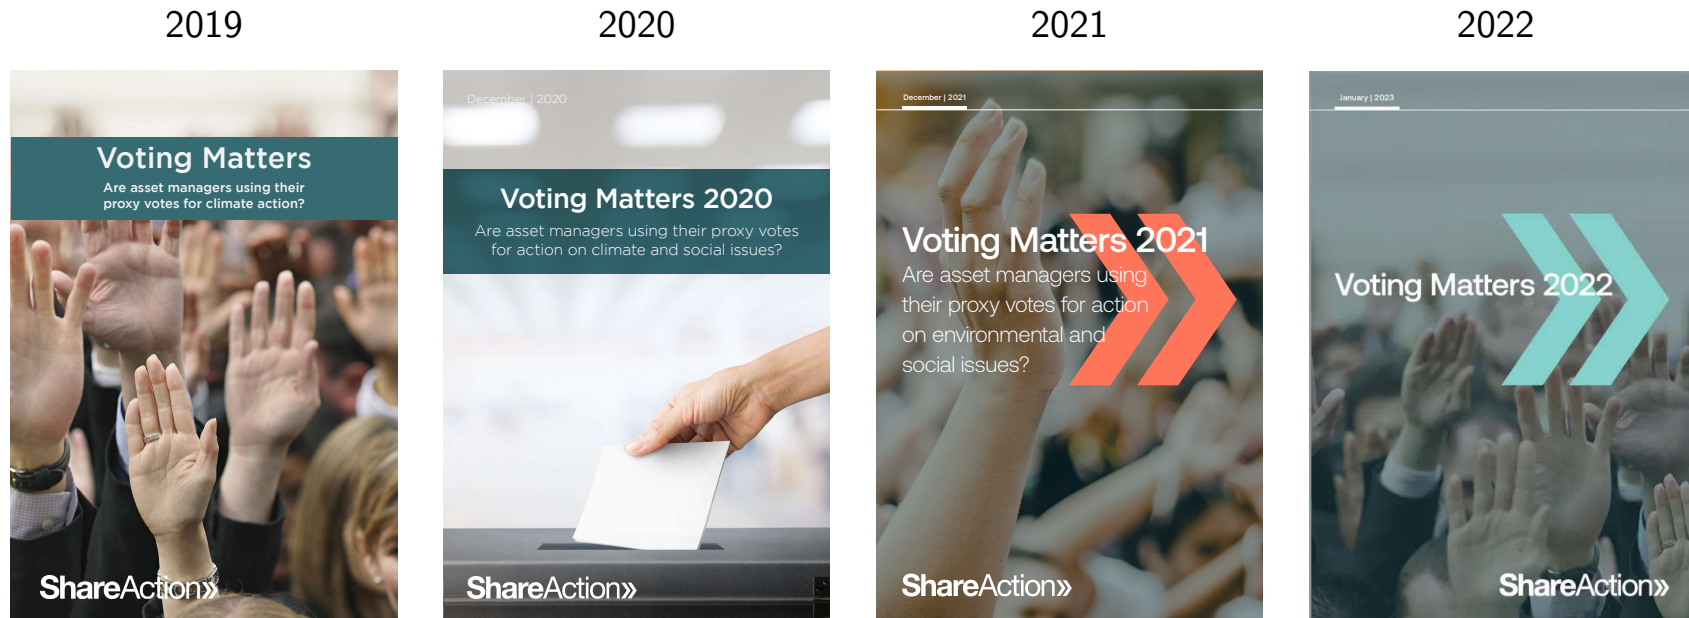 2019
2020
2021
2022
Voting Matters
Are asset managers using their
proxy votes for climate action?
ShareAction»
December | 2020
Voting Matters 2020
Are asset managers using their proxy votes
for action on climate and social issues?
ShareAction»
December | 2021
Voting Matters 2021
Are asset managers using
their proxy votes for action
on environmental and
social issues?
ShareAction»
January | 2023
Voting Matters 2022
ShareAction»